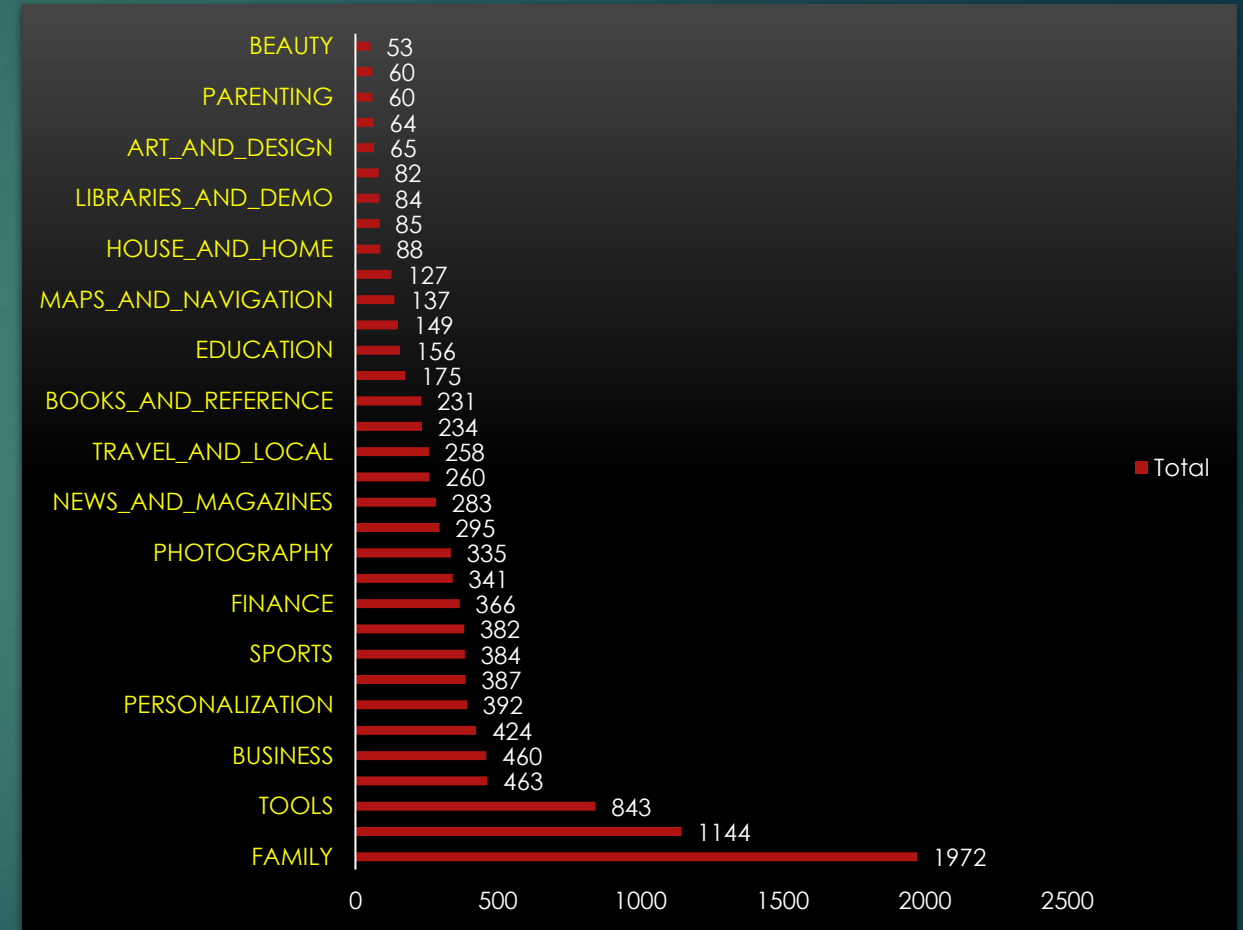 BEAUTY 53
60
PARENTING 60
64
ART_AND_DESIGN 65
82
LIBRARIES_AND_DEMO 84
85
HOUSE_AND_HOME 88
127
MAPS_AND_NAVIGATION 137
149
EDUCATION 156
175
BOOKS_AND_REFERENCE 231
234
TRAVEL_AND_LOCAL 258
260
NEWS_AND_MAGAZINES 283
295
PHOTOGRAPHY 335
341
FINANCE 366
382
SPORTS 384
387
PERSONALIZATION 392
424
BUSINESS 460
463
TOOLS 843
1144
FAMILY 1972
0 500 1000 1500 2000 2500
Total